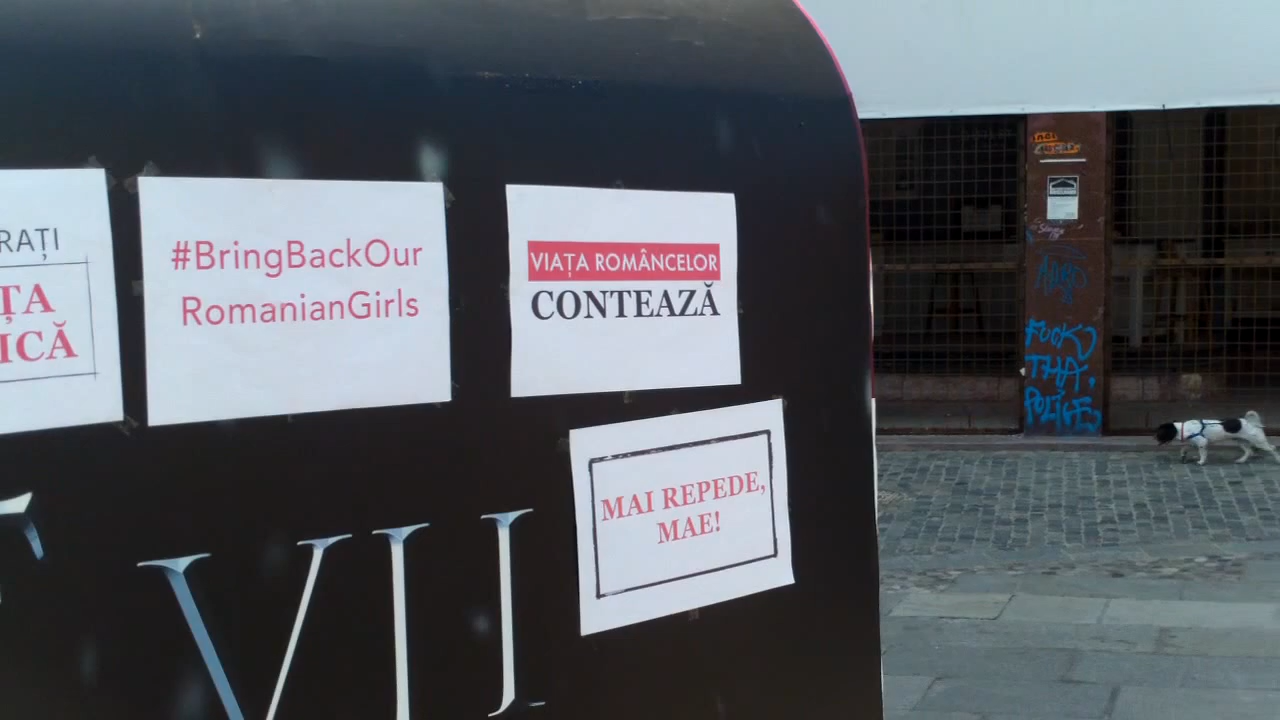 RAȚI
ȚA
ICĂ
#BringBackOur
RomanianGirls
VIAȚA ROMÂNCELOR
CONTEAZĂ
MAI REPEDE,
MAE!
VII
FUCK
THA
POLICE